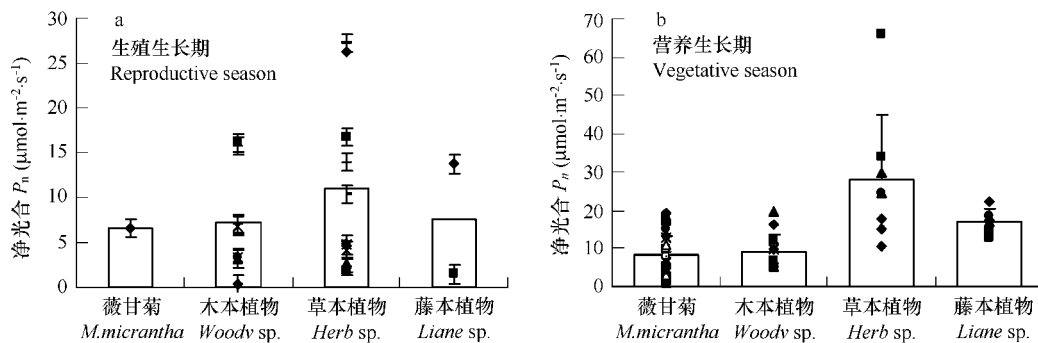 a
生殖生长期
Reproductive season
净光合 Pn (μmol·m-2·s-1)
30
25
20
15
10
5
0
薇甘菊
木本植物
草本植物
藤本植物
M.micrantha
Woodv sp.
Herb sp.
Liane sp.
b
营养生长期
Vegetative season
净光合 Pn (μmol·m-2·s-1)
70
60
50
40
30
20
10
0
薇甘菊
木本植物
草本植物
藤本植物
M.micrantha
Woodv sp.
Herb sp.
Liane sp.